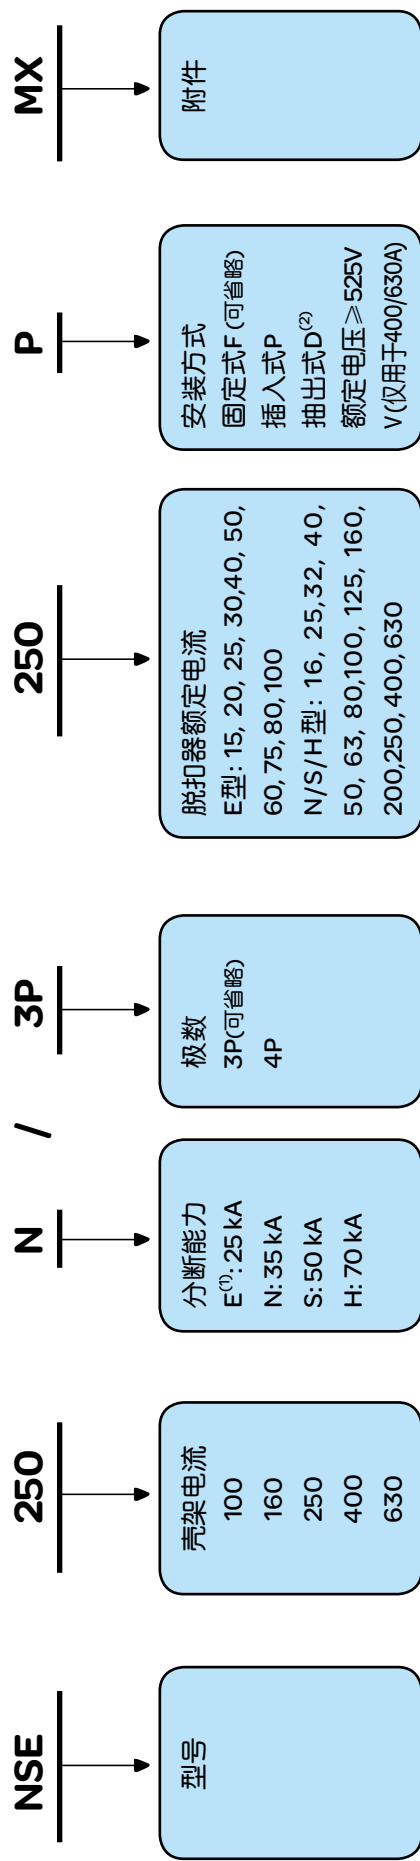 NSE 250 N / 3P 250 P MX
型号
壳架电流
100
160
250
400
630
分断能力
E(1): 25 kA
N: 35 kA
S: 50 kA
H: 70 kA
极数
3P(可省略)
4P
脱扣器额定电流
E型: 15, 20, 25, 30,40, 50,
60, 75, 80,100
N/S/H型: 16, 25,32, 40,
50, 63, 80,100, 125, 160,
200,250, 400, 630
安装方式
固定式F (可省略)
插入式P
抽出式D(2)
额定电压≥525V
V(仅用于400/630A)
附件